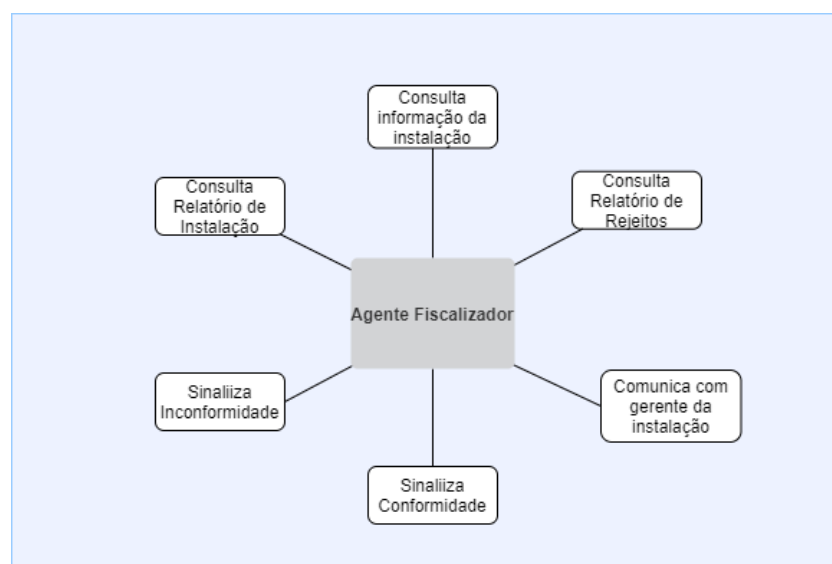 Consulta
informação da
instalação
Consulta
Relatório de
Instalação
Consulta
Relatório de
Rejeitos
Agente Fiscalizador
Sinaliiza
Inconformidade
Comunica com
gerente da
instalação
Sinaliiza
Conformidade